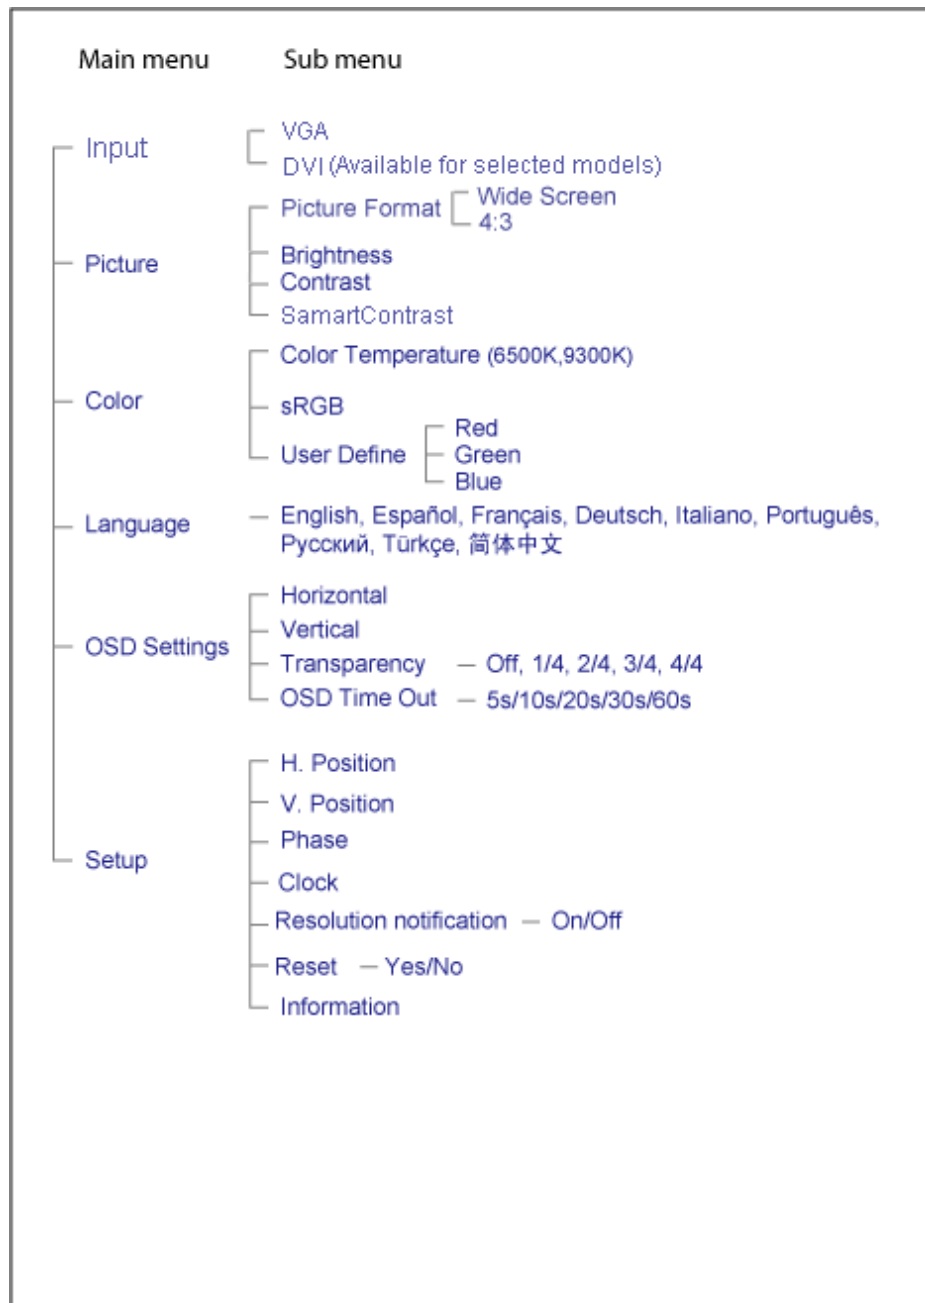 Main menu Sub menu
Input VGA
DVI (Available for selected models)
Picture Format Wide Screen
4:3
Picture Brightness
Contrast
SamartContrast
Color Temperature (6500K,9300K)
Color sRGB
Red
User Define Green
Blue
Language — English, Español, Français, Deutsch, Italiano, Português,
Русский, Türkçe, 简体中文
Horizontal
Vertical
OSD Settings
Transparency — Off, 1/4, 2/4, 3/4, 4/4
OSD Time Out — 5s/10s/20s/30s/60s
H. Position
V. Position
Phase
Setup
Clock
Resolution notification — On/Off
Reset — Yes/No
Information